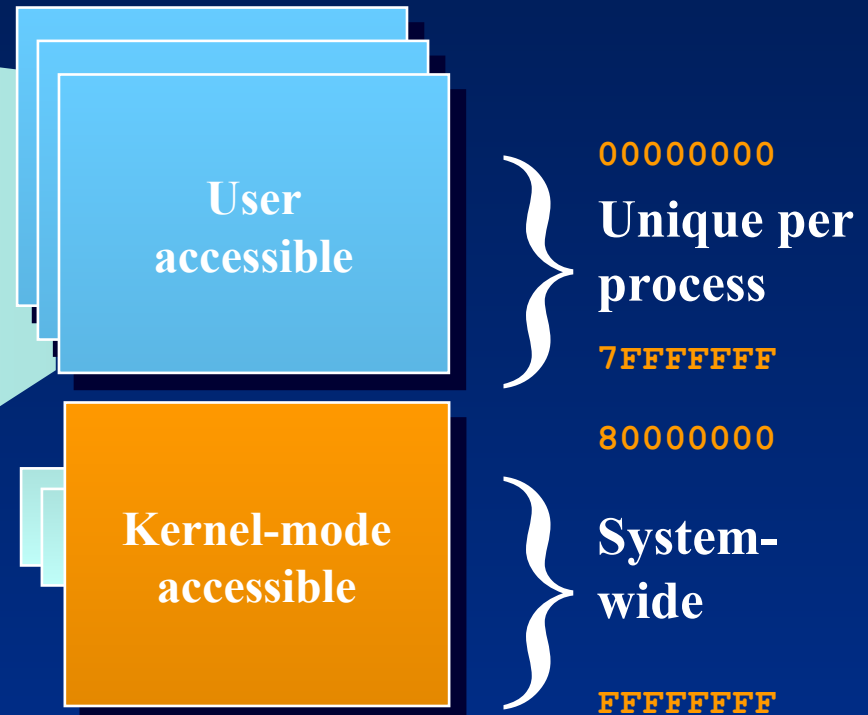 User
accessible
00000000
Unique per
process
7FFFFFFF
80000000
Kernel-mode
accessible
System-
wide
FFFFFFFF